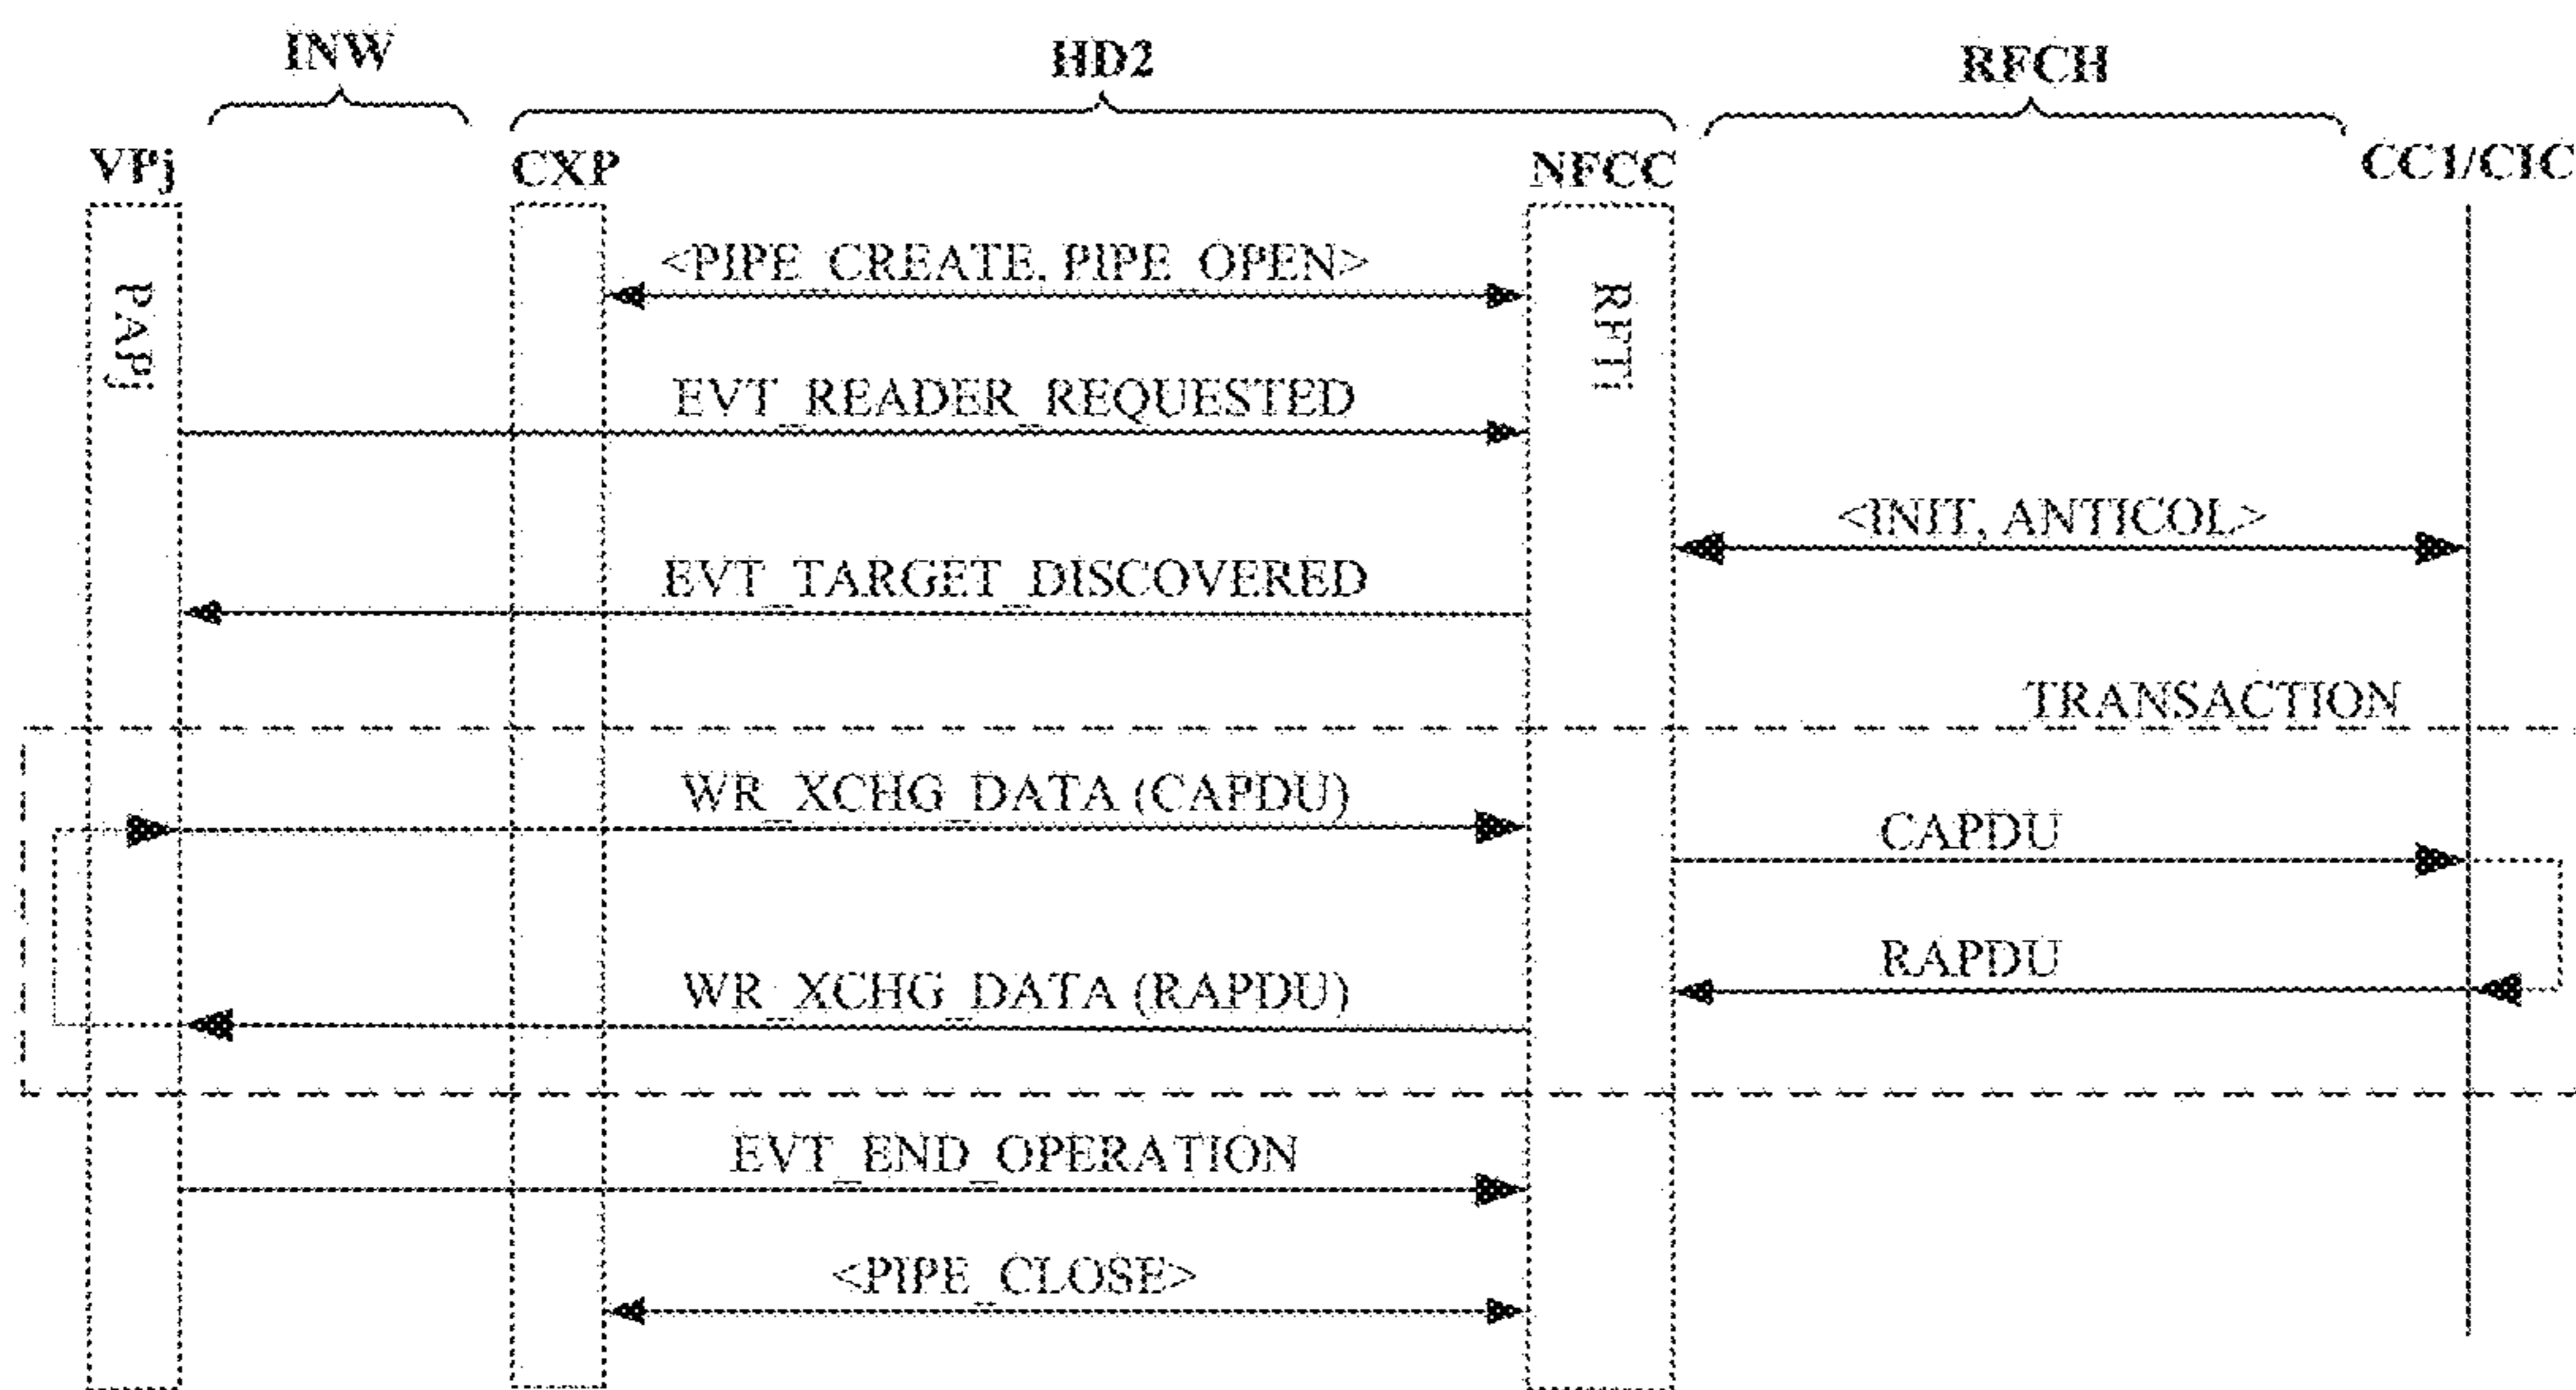 INW
HD2
RFCH
VPj
CXP
NFCC
CC1/CIC
<PIPE_CREATE, PIPE_OPEN>
PAPj
RFTi
EVT_READER_REQUESTED
<INIT, ANTICOL>
EVT_TARGET_DISCOVERED
TRANSACTION
WR_XCHG_DATA (CAPDU)
CAPDU
RAPDU
WR_XCHG_DATA (RAPDU)
EVT_END_OPERATION
<PIPE_CLOSE>